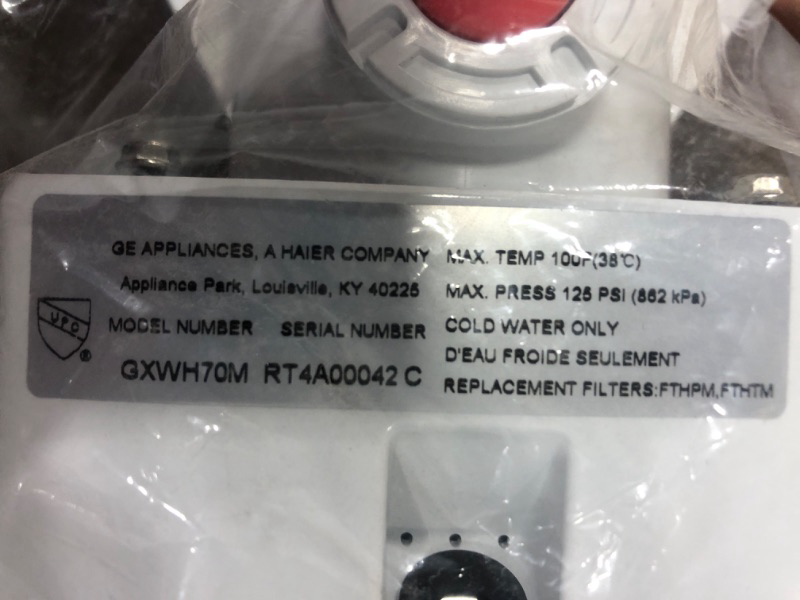 GE APPLIANCES, A HAIER COMPANY
Appliance Park, Louisville, KY 40225
MODEL NUMBER SERIAL NUMBER
GXWH70M RT4A00042 C
UPC
®
MAX. TEMP 100F(38℃)
MAX. PRESS 125 PSI (862 kPa)
COLD WATER ONLY
D'EAU FROIDE SEULEMENT
REPLACEMENT FILTERS:FTHPM,FTHTM